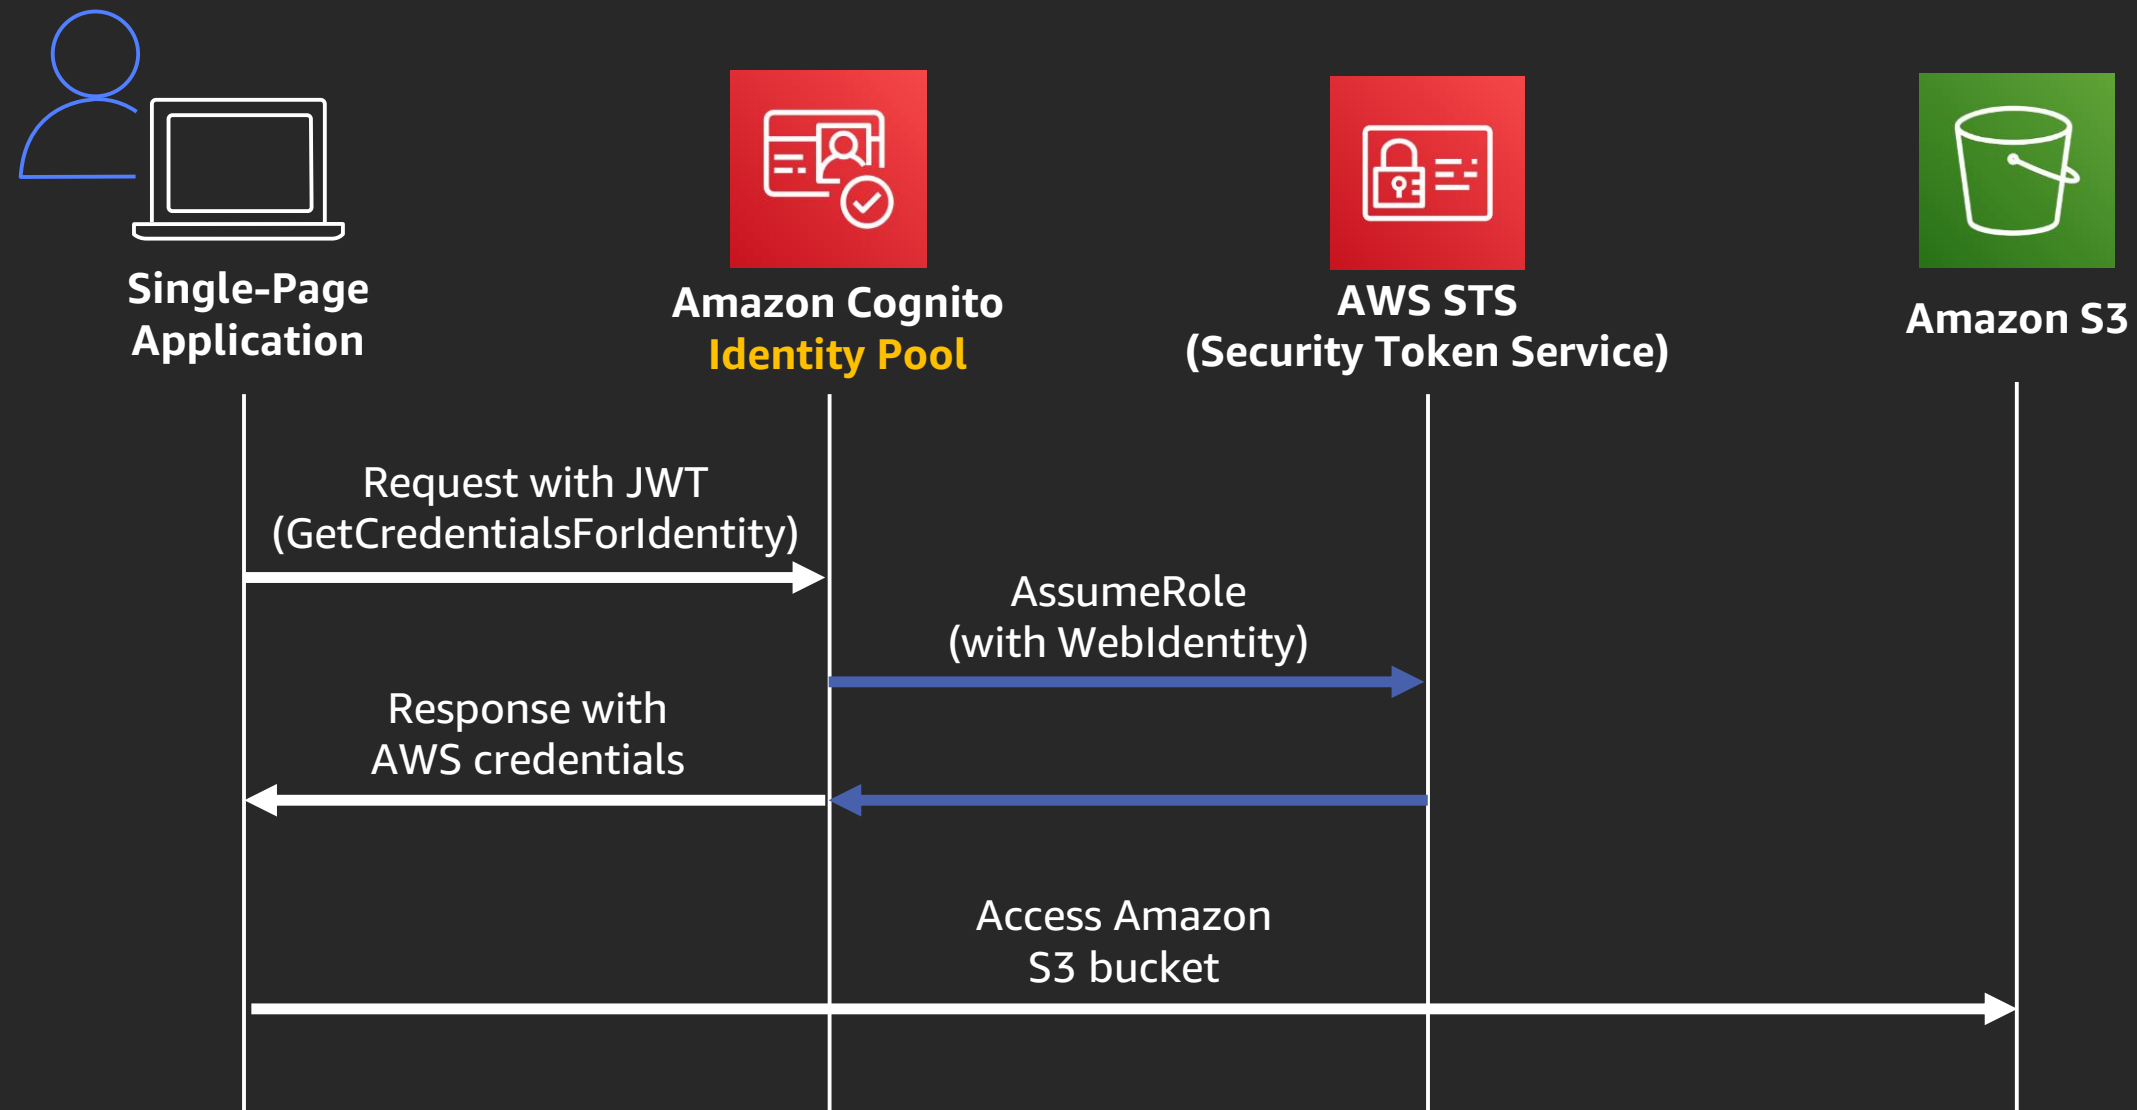 Single-Page
Application
Amazon Cognito
Identity Pool
AWS STS
(Security Token Service)
Amazon S3
Request with JWT
(GetCredentialsForIdentity)
AssumeRole
(with WebIdentity)
Response with
AWS credentials
Access Amazon
S3 bucket